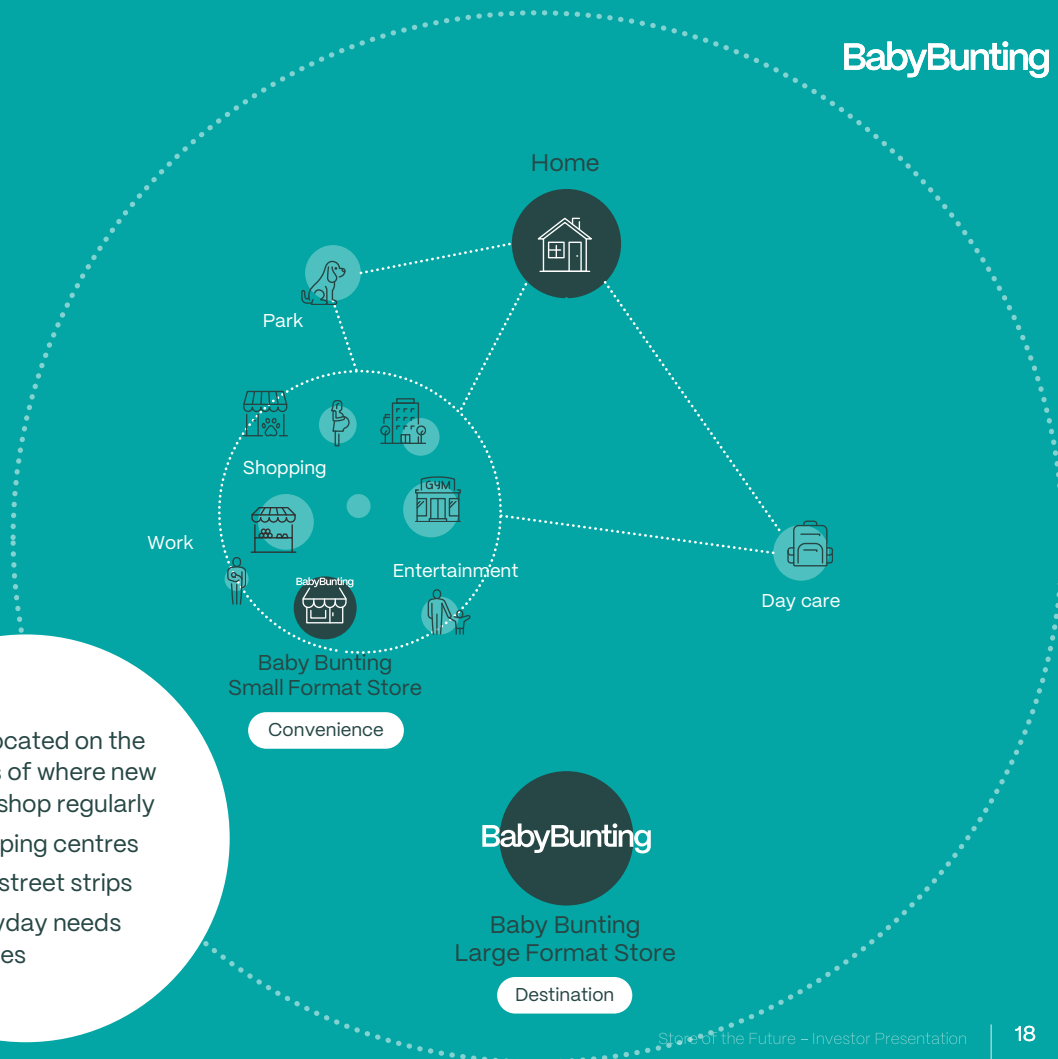 BabyBunting
Home
Park
Shopping
GYM
Work
Entertainment
BabyBunting
Day care
Baby Bunting
Small Format Store
Convenience
ocated on the
of where new
shop regularly
ping centres
street strips
yday needs
es
BabyBunting
Baby Bunting
Large Format Store
Destination
Store of the Future – Investor Presentation
18